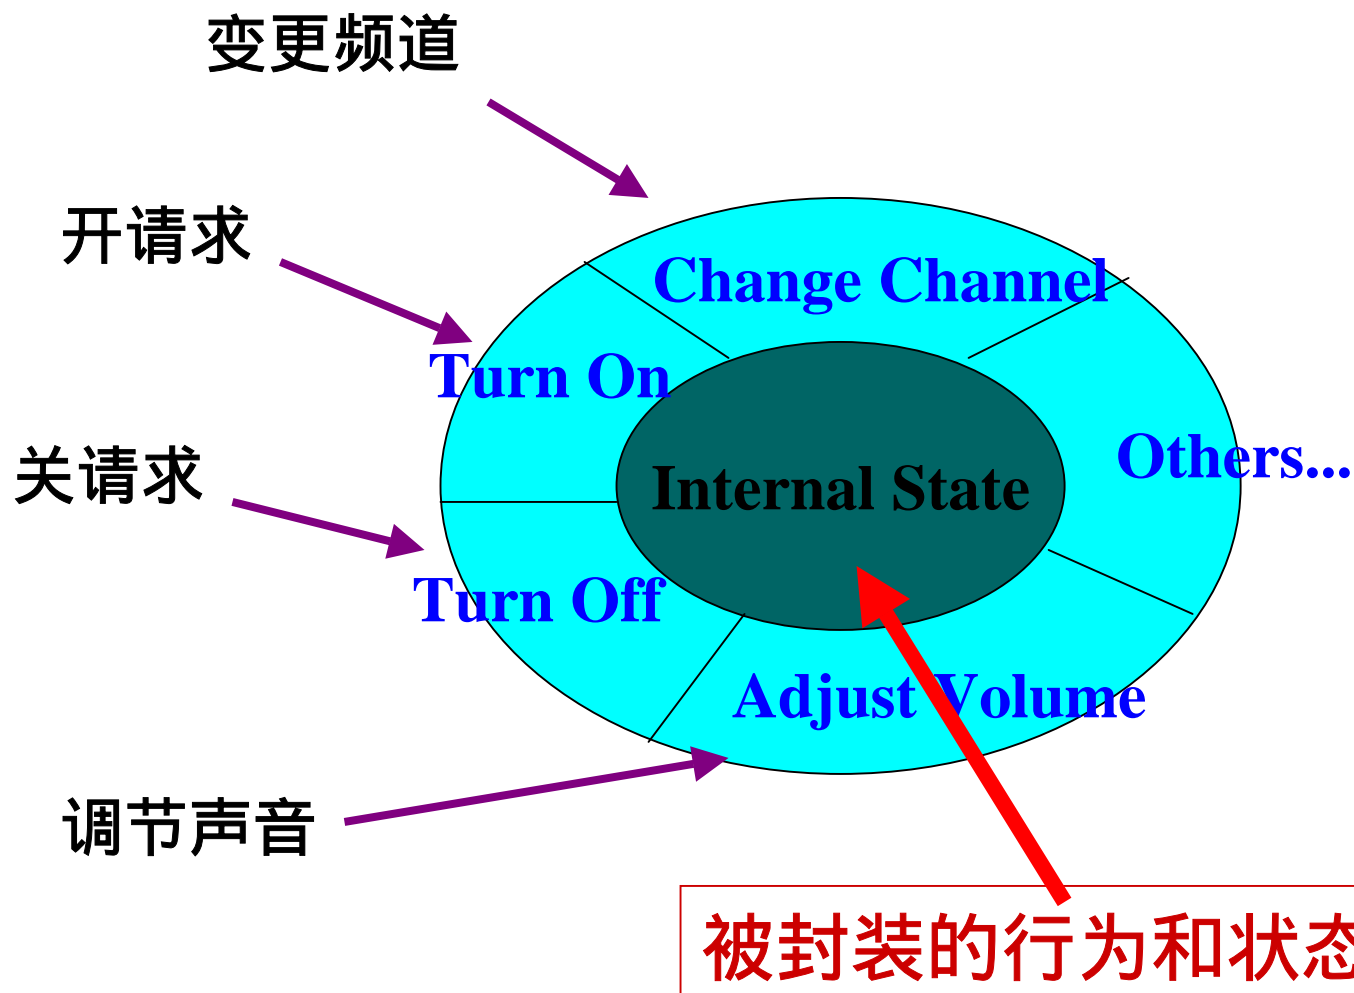 变更频道
开请求
Change Channel
Turn On
Others...
关请求
Internal State
Turn Off
Adjust Volume
调节声音
被封装的行为和状态